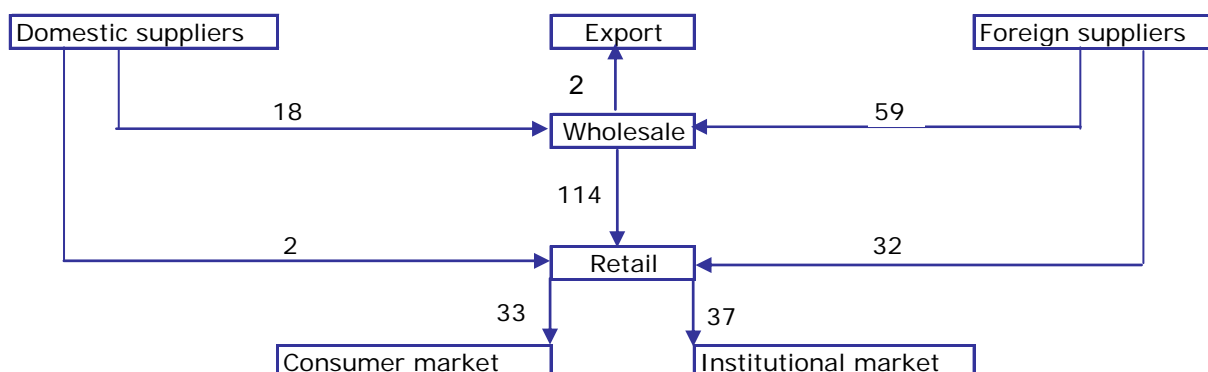 Domestic suppliers
Export
Foreign suppliers
2
18
59
Wholesale
114
2
32
Retail
33
37
Consumer market
Institutional market